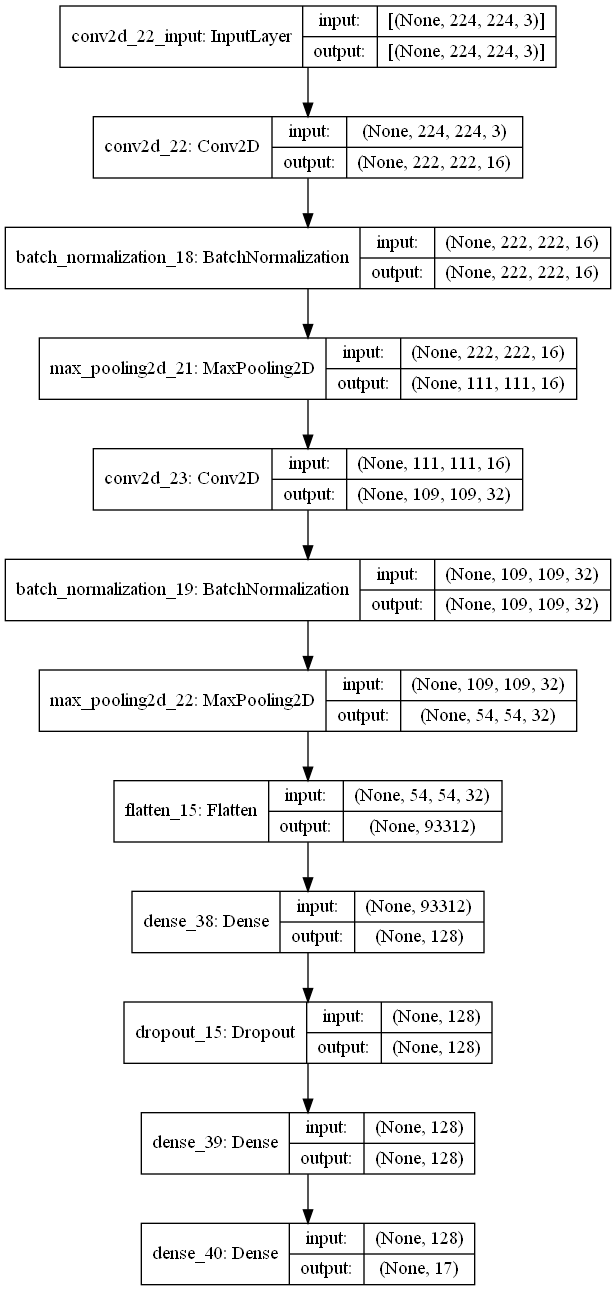 conv2d_22_input: InputLayer
input: [(None, 224, 224, 3)]
output: [(None, 224, 224, 3)]
conv2d_22: Conv2D
input: (None, 224, 224, 3)
output: (None, 222, 222, 16)
batch_normalization_18: BatchNormalization
input: (None, 222, 222, 16)
output: (None, 222, 222, 16)
max_pooling2d_21: MaxPooling2D
input: (None, 222, 222, 16)
output: (None, 111, 111, 16)
conv2d_23: Conv2D
input: (None, 111, 111, 16)
output: (None, 109, 109, 32)
batch_normalization_19: BatchNormalization
input: (None, 109, 109, 32)
output: (None, 109, 109, 32)
max_pooling2d_22: MaxPooling2D
input: (None, 109, 109, 32)
output: (None, 54, 54, 32)
flatten_15: Flatten
input: (None, 54, 54, 32)
output: (None, 93312)
dense_38: Dense
input: (None, 93312)
output: (None, 128)
dropout_15: Dropout
input: (None, 128)
output: (None, 128)
dense_39: Dense
input: (None, 128)
output: (None, 128)
dense_40: Dense
input: (None, 128)
output: (None, 17)